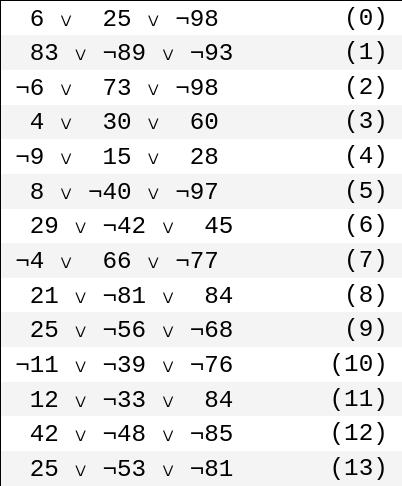 6 ∨ 25 ∨ ¬98 (0)
83 ∨ ¬89 ∨ ¬93 (1)
¬6 ∨ 73 ∨ ¬98 (2)
4 ∨ 30 ∨ 60 (3)
¬9 ∨ 15 ∨ 28 (4)
8 ∨ ¬40 ∨ ¬97 (5)
29 ∨ ¬42 ∨ 45 (6)
¬4 ∨ 66 ∨ ¬77 (7)
21 ∨ ¬81 ∨ 84 (8)
25 ∨ ¬56 ∨ ¬68 (9)
¬11 ∨ ¬39 ∨ ¬76 (10)
12 ∨ ¬33 ∨ 84 (11)
42 ∨ ¬48 ∨ ¬85 (12)
25 ∨ ¬53 ∨ ¬81 (13)